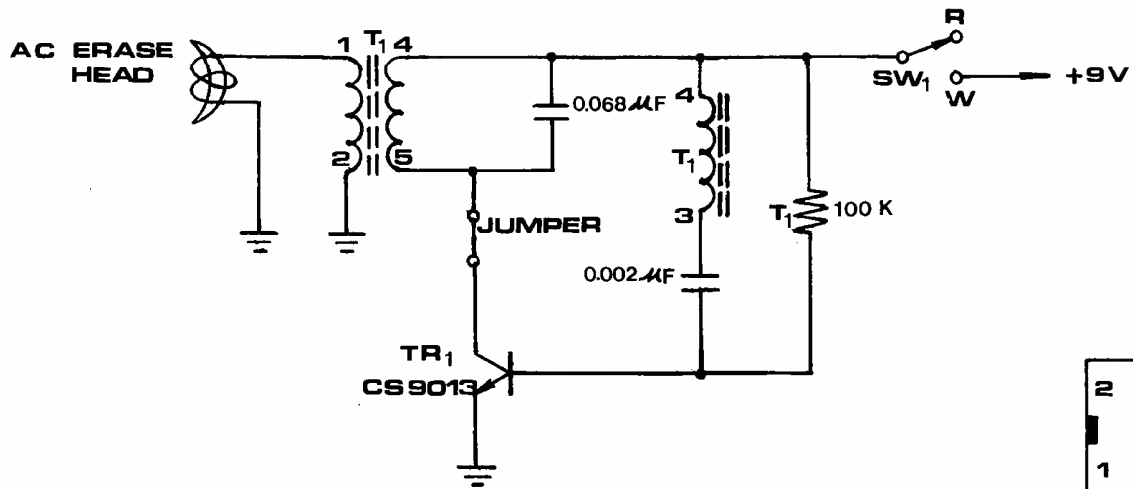 AC ERASE
HEAD
1 T1 4
2 5
0.068 µF
4
T1
3
0.002 µF
T1 100 K
R
SW1
W
+9V
JUMPER
TR1
CS9013
2
1